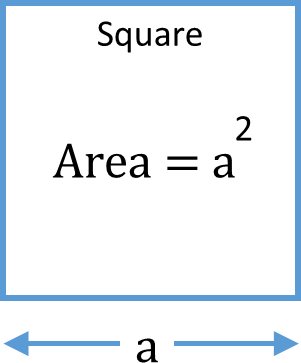 Square
Area = a²
a